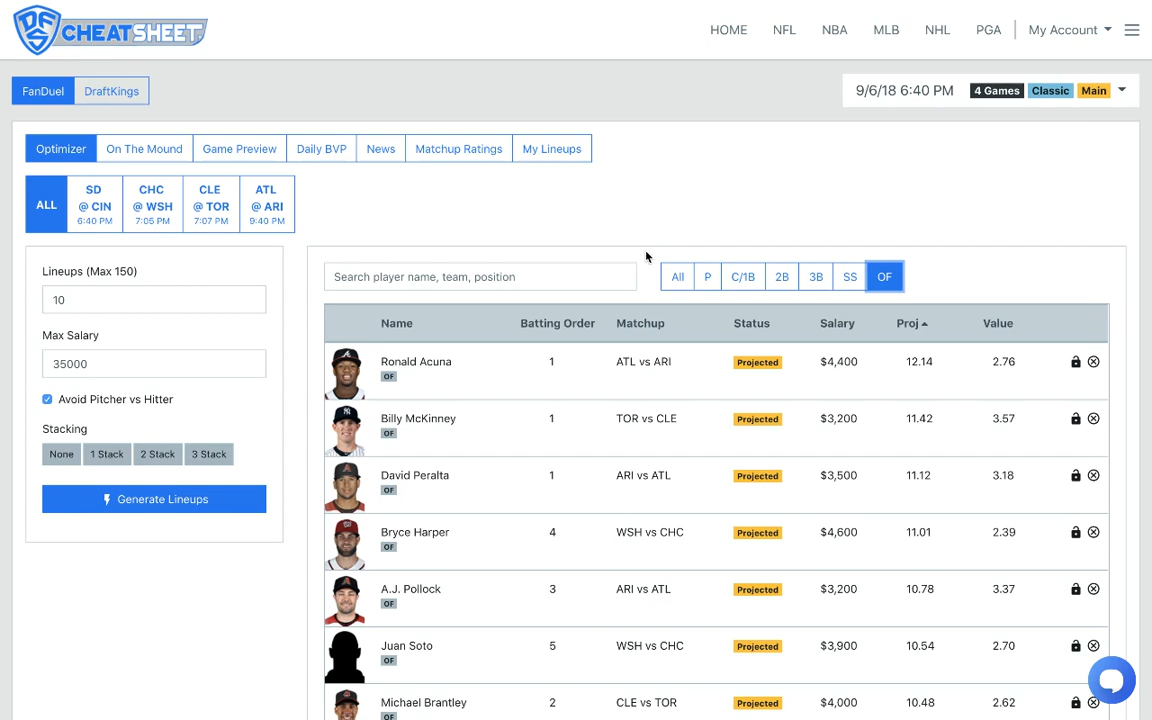 DFS CHEATSHEET
HOME NFL NBA MLB NHL PGA My Account
FanDuel DraftKings
9/6/18 6:40 PM 4 Games Classic Main
Optimizer On The Mound Game Preview Daily BVP News Matchup Ratings My Lineups
ALL
SD @ CIN 6:40 PM
CHC @ WSH 7:05 PM
CLE @ TOR 7:07 PM
ATL @ ARI 9:40 PM
Lineups (Max 150)
10
Max Salary
35000
Avoid Pitcher vs Hitter
Stacking
None 1 Stack 2 Stack 3 Stack
Generate Lineups
Search player name, team, position
All P C/1B 2B 3B SS OF
Name Batting Order Matchup Status Salary Proj Value
Ronald Acuna 1 ATL vs ARI Projected $4,400 12.14 2.76
OF
Billy McKinney 1 TOR vs CLE Projected $3,200 11.42 3.57
OF
David Peralta 1 ARI vs ATL Projected $3,500 11.12 3.18
OF
Bryce Harper 4 WSH vs CHC Projected $4,600 11.01 2.39
OF
A.J. Pollock 3 ARI vs ATL Projected $3,200 10.78 3.37
OF
Juan Soto 5 WSH vs CHC Projected $3,900 10.54 2.70
OF
Michael Brantley 2 CLE vs TOR Projected $4,000 10.48 2.62
OF